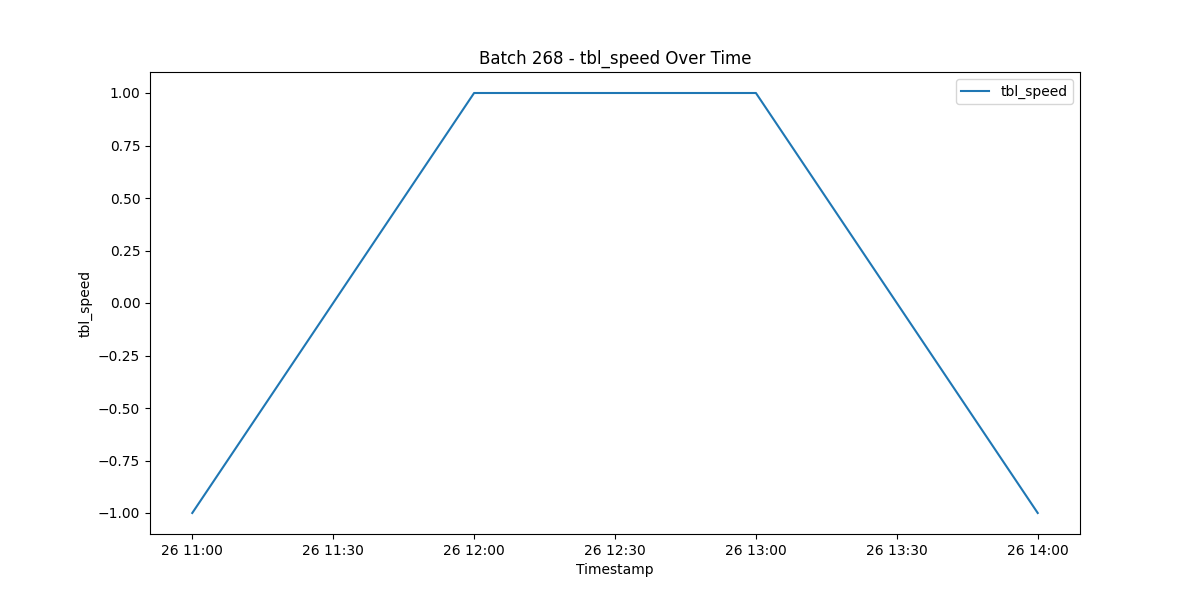 Batch 268 - tbl_speed Over Time
tbl_speed
1.00
0.75
0.50
0.25
0.00
−0.25
−0.50
−0.75
−1.00
tbl_speed
26 11:00 26 11:30 26 12:00 26 12:30 26 13:00 26 13:30 26 14:00
Timestamp